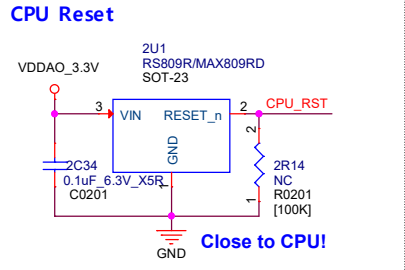 CPU Reset
2U1
RS809R/MAX809RD
SOT-23
VDDAO_3.3V
3
VIN
RESET_n
2
CPU_RST
GND
1
2C34
0.1uF_6.3V_X5R
C0201
2
2R14
NC
R0201
[100K]
1
GND
Close to CPU!